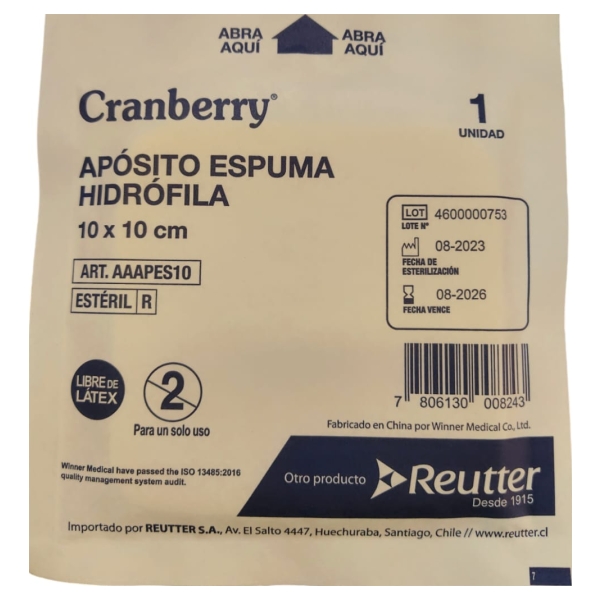 ABRA AQUÍ
ABRA AQUÍ
Cranberry®
1
UNIDAD
APÓSITO ESPUMA
HIDRÓFILA
10 x 10 cm
ART. AAAPES10
ESTÉRIL R
LOT 4600000753
LOTE N°
08-2023
FECHA DE
ESTERILIZACIÓN
08-2026
FECHA VENCE
LIBRE DE
LÁTEX
2
Para un solo uso
7 806130 008243
Fabricado en China por Winner Medical Co., Ltd.
Winner Medical have passed the ISO 13485:2016
quality management system audit.
Otro producto Reutter
Desde 1915
Importado por REUTTER S.A., Av. El Salto 4447, Huechuraba, Santiago, Chile // www.reutter.cl
7